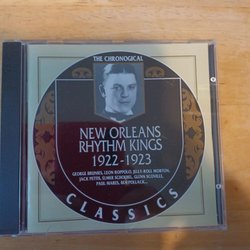 THE CHRONOGICAL
NEW ORLEANS
RHYTHM KINGS
1922-1923
GEORGE BRUNIES, LEON ROPPOLO, JELLY ROLL MORTON,
JACK PETTIS, ELMER SCHOEBEL, GLENN SCOVILLE,
PAUL MARES, BEN POLLACK...
CLASSICS